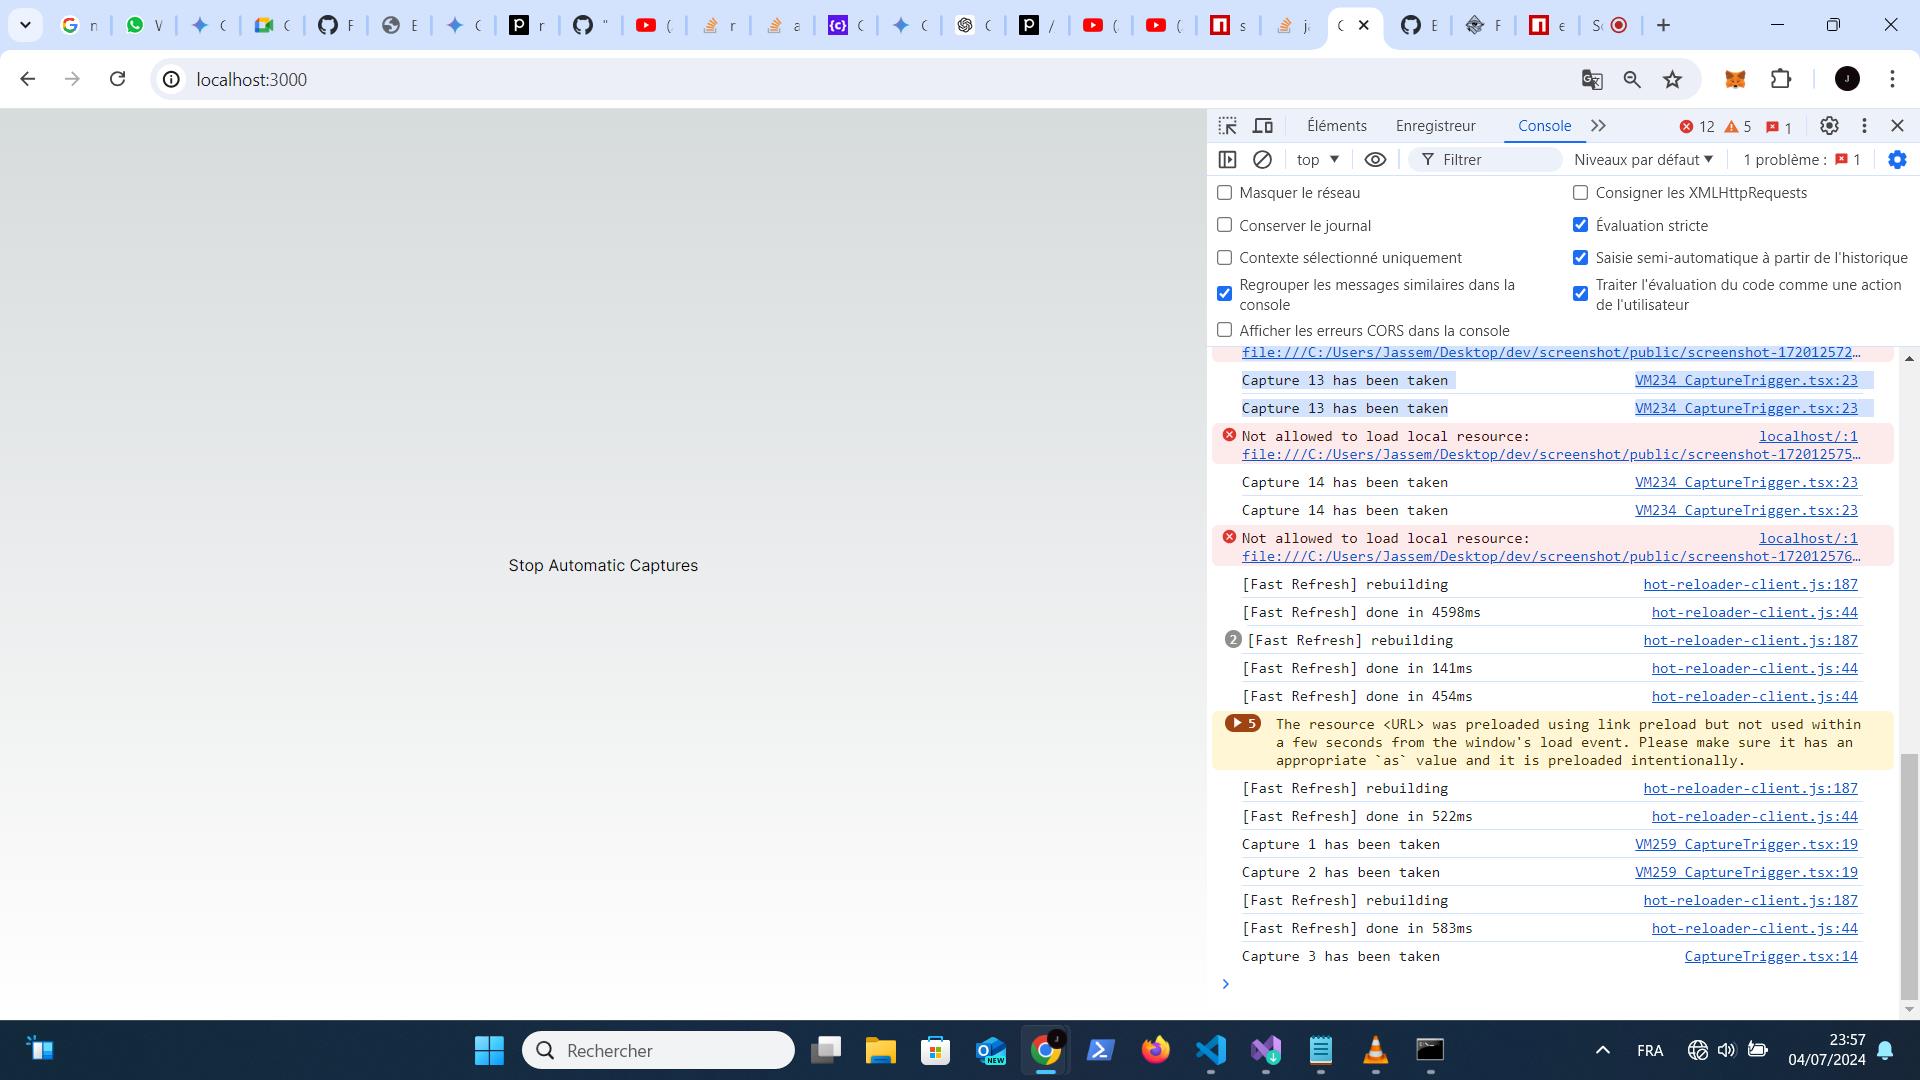 localhost:3000
J
Éléments
Enregistreur
Console
12
5
1
top
Filtrer
Niveaux par défaut
1 problème :
1
Masquer le réseau
Consigner les XMLHttpRequests
Conserver le journal
Évaluation stricte
Contexte sélectionné uniquement
Saisie semi-automatique à partir de l'historique
Regrouper les messages similaires dans la
console
Traiter l'évaluation du code comme une action
de l'utilisateur
Afficher les erreurs CORS dans la console
file:///C:/Users/Jassem/Desktop/dev/screenshot/public/screenshot-172012572…
Capture 13 has been taken VM234 CaptureTrigger.tsx:23
Capture 13 has been taken VM234 CaptureTrigger.tsx:23
Not allowed to load local resource: localhost/:1
file:///C:/Users/Jassem/Desktop/dev/screenshot/public/screenshot-172012575…
Capture 14 has been taken VM234 CaptureTrigger.tsx:23
Capture 14 has been taken VM234 CaptureTrigger.tsx:23
Not allowed to load local resource: localhost/:1
file:///C:/Users/Jassem/Desktop/dev/screenshot/public/screenshot-172012576…
[Fast Refresh] rebuilding hot-reloader-client.js:187
[Fast Refresh] done in 4598ms hot-reloader-client.js:44
2 [Fast Refresh] rebuilding hot-reloader-client.js:187
[Fast Refresh] done in 141ms hot-reloader-client.js:44
[Fast Refresh] done in 454ms hot-reloader-client.js:44
5 The resource <URL> was preloaded using link preload but not used within
a few seconds from the window's load event. Please make sure it has an
appropriate `as` value and it is preloaded intentionally.
[Fast Refresh] rebuilding hot-reloader-client.js:187
[Fast Refresh] done in 522ms hot-reloader-client.js:44
Capture 1 has been taken VM259 CaptureTrigger.tsx:19
Capture 2 has been taken VM259 CaptureTrigger.tsx:19
[Fast Refresh] rebuilding hot-reloader-client.js:187
[Fast Refresh] done in 583ms hot-reloader-client.js:44
Capture 3 has been taken CaptureTrigger.tsx:14
Stop Automatic Captures
Rechercher
NEW
FRA
23:57
04/07/2024